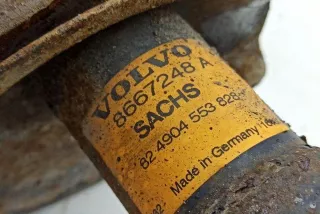 VOLVO
8667248 A
SACHS
82 4904 553 828
Made in Germany